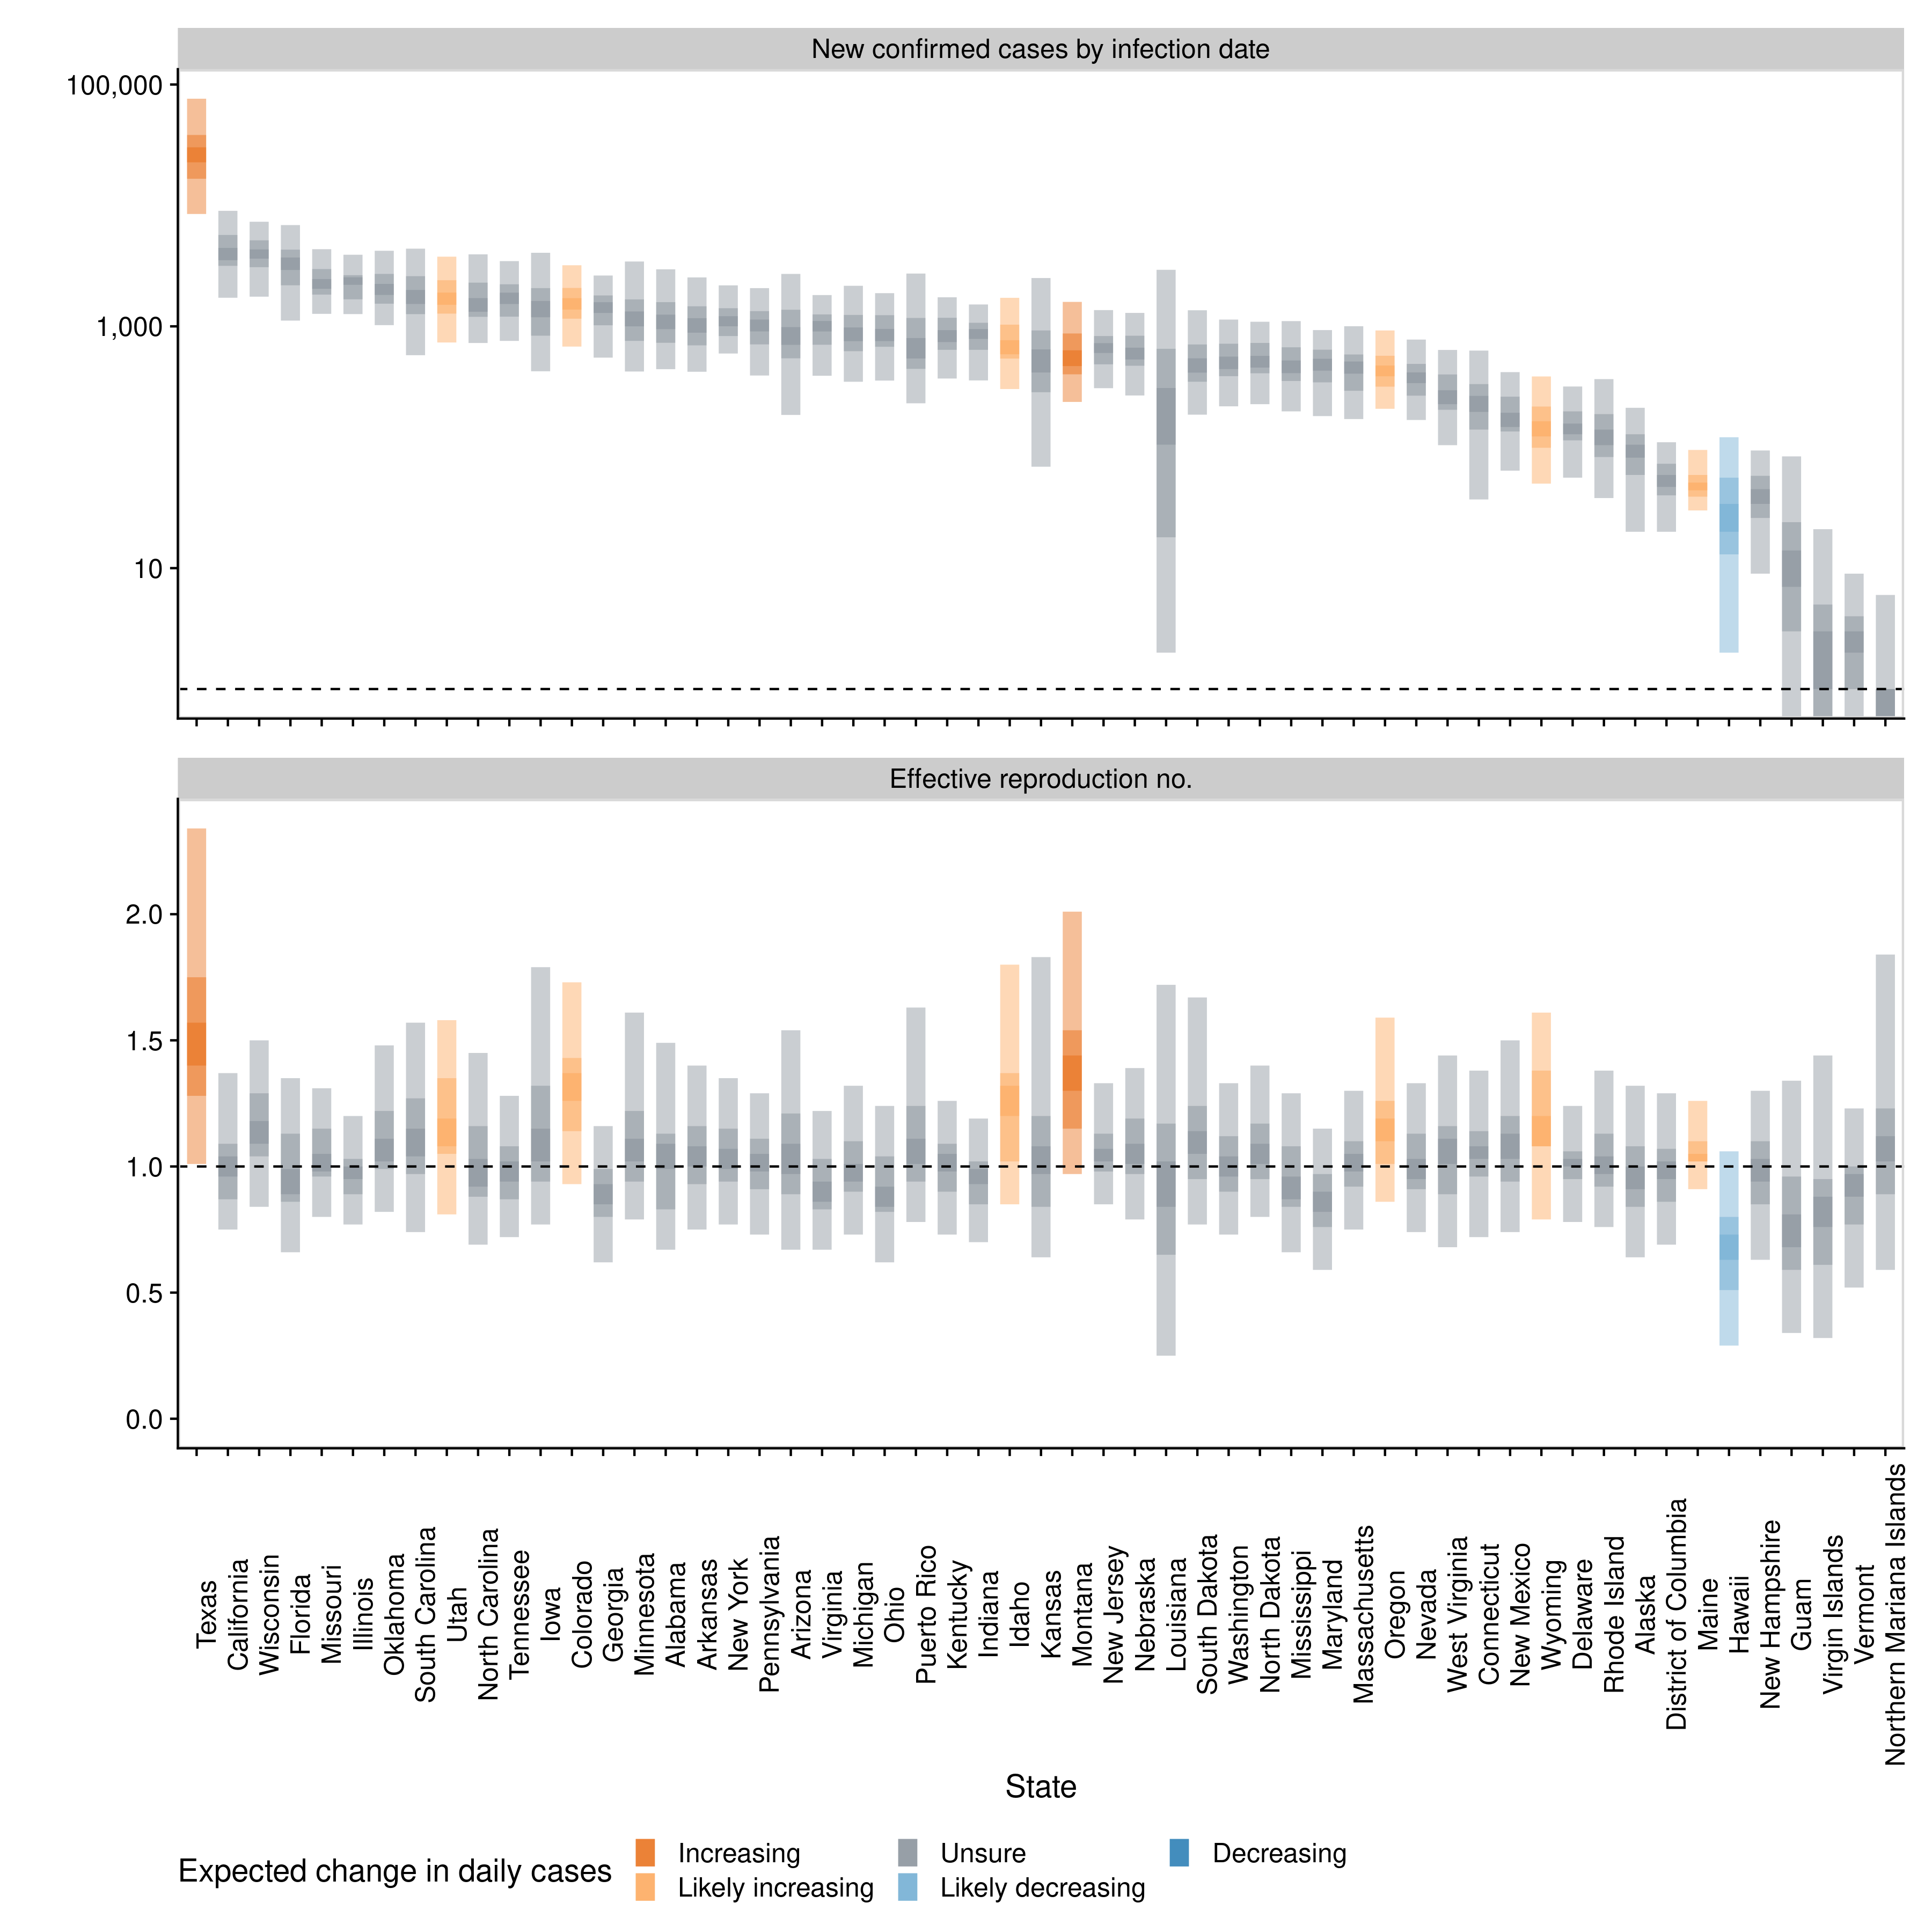 New confirmed cases by infection date
100,000
1,000
10
Effective reproduction no.
2.0
1.5
1.0
0.5
0.0
Texas
California
Wisconsin
Florida
Missouri
Illinois
Oklahoma
South Carolina
Utah
North Carolina
Tennessee
Iowa
Colorado
Georgia
Minnesota
Alabama
Arkansas
New York
Pennsylvania
Arizona
Virginia
Michigan
Ohio
Puerto Rico
Kentucky
Indiana
Idaho
Kansas
Montana
New Jersey
Nebraska
Louisiana
South Dakota
Washington
North Dakota
Mississippi
Maryland
Massachusetts
Oregon
Nevada
West Virginia
Connecticut
New Mexico
Wyoming
Delaware
Rhode Island
Alaska
District of Columbia
Maine
Hawaii
New Hampshire
Guam
Virgin Islands
Vermont
Northern Mariana Islands
State
Expected change in daily cases
Increasing
Unsure
Decreasing
Likely increasing
Likely decreasing